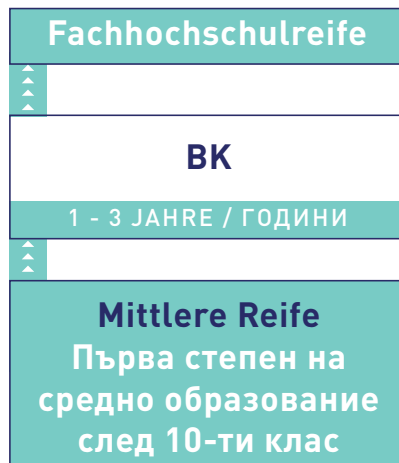 Fachhochschulreife
BK
1 - 3 JAHRE / ГОДИНИ
Mittlere Reife
Първа степен на
средно образование
след 10-ти клас